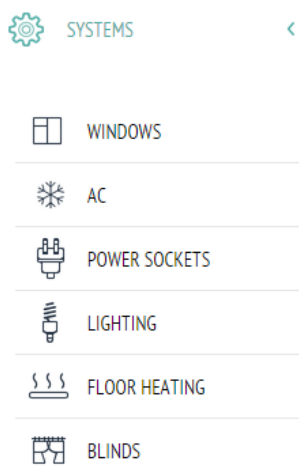 SYSTEMS
WINDOWS
AC
POWER SOCKETS
LIGHTING
FLOOR HEATING
BLINDS